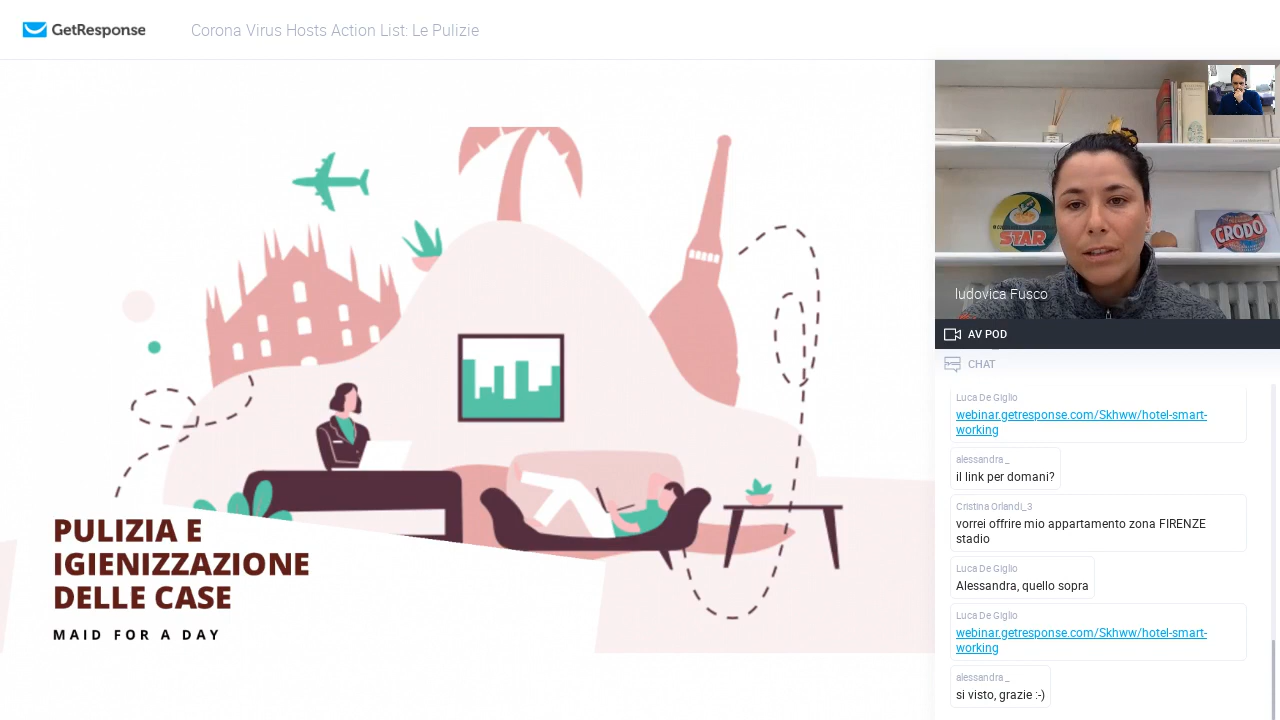 GetResponse
Corona Virus Hosts Action List: Le Pulizie
PULIZIA E
IGIENIZZAZIONE
DELLE CASE
MAID FOR A DAY
STAR
CRODO
ludovica Fusco
AV POD
CHAT
Luca De Giglio
webinar.getresponse.com/Skhww/hotel-smart-
working
alessandra _
il link per domani?
Cristina Orlandi_3
vorrei offrire mio appartamento zona FIRENZE
stadio
Luca De Giglio
Alessandra, quello sopra
Luca De Giglio
webinar.getresponse.com/Skhww/hotel-smart-
working
alessandra _
si visto, grazie :-)